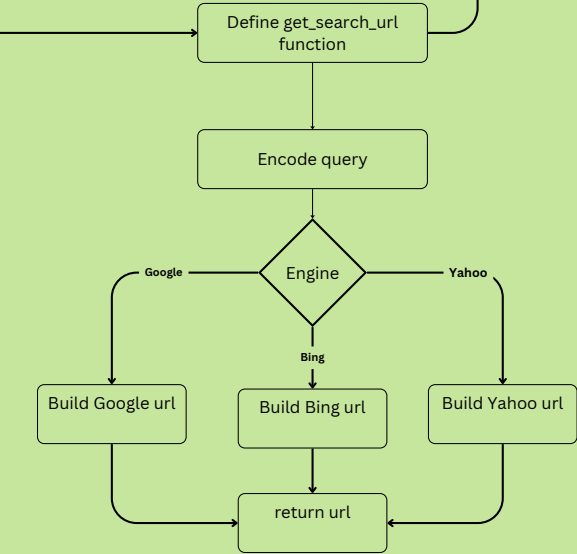 Define get_search_url
function
Encode query
Engine
Google
Yahoo
Bing
Build Google url
Build Bing url
Build Yahoo url
return url